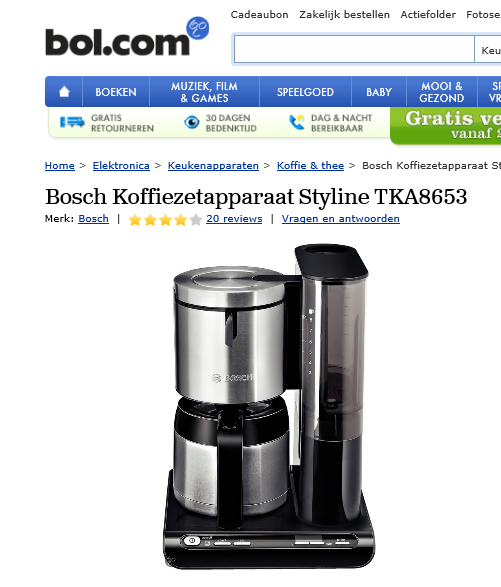 Cadeaubon Zakelijk bestellen Actiefolder Fotose
bol.com
go
Keu
BOEKEN
MUZIEK, FILM
& GAMES
SPEELGOED
BABY
MOOI &
GEZOND
SP
VR
GRATIS
RETOURNEREN
30 DAGEN
BEDENKTIJD
DAG & NACHT
BEREIKBAAR
Gratis ve
vanaf 2
Home > Elektronica > Keukenapparaten > Koffie & thee > Bosch Koffiezetapparaat St
Bosch Koffiezetapparaat Styline TKA8653
Merk: Bosch | 20 reviews | Vragen en antwoorden
BOSCH